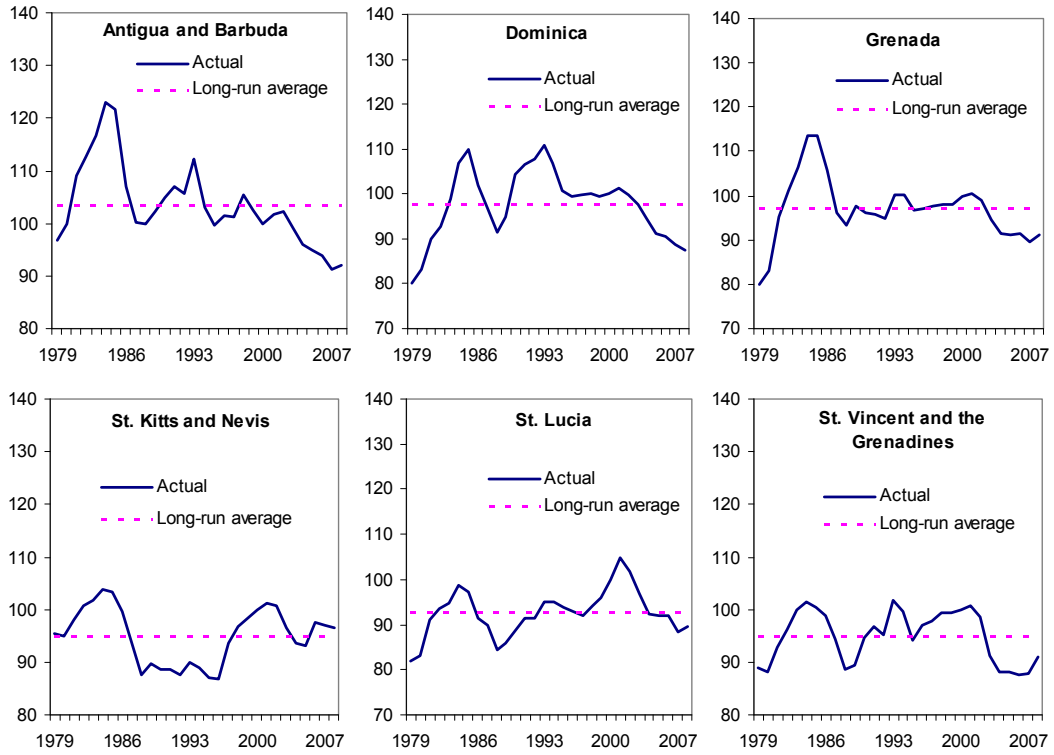 Antigua and Barbuda
Actual
Long-run average
140
130
120
110
100
90
80
1979 1986 1993 2000 2007
Dominica
Actual
Long-run average
140
130
120
110
100
90
80
70
1979 1986 1993 2000 2007
Grenada
Actual
Long-run average
140
130
120
110
100
90
80
70
1979 1986 1993 2000 2007
St. Kitts and Nevis
Actual
Long-run average
140
130
120
110
100
90
80
1979 1986 1993 2000 2007
St. Lucia
Actual
Long-run average
140
130
120
110
100
90
80
70
1979 1986 1993 2000 2007
St. Vincent and the
Grenadines
Actual
Long-run average
140
130
120
110
100
90
80
1979 1986 1993 2000 2007